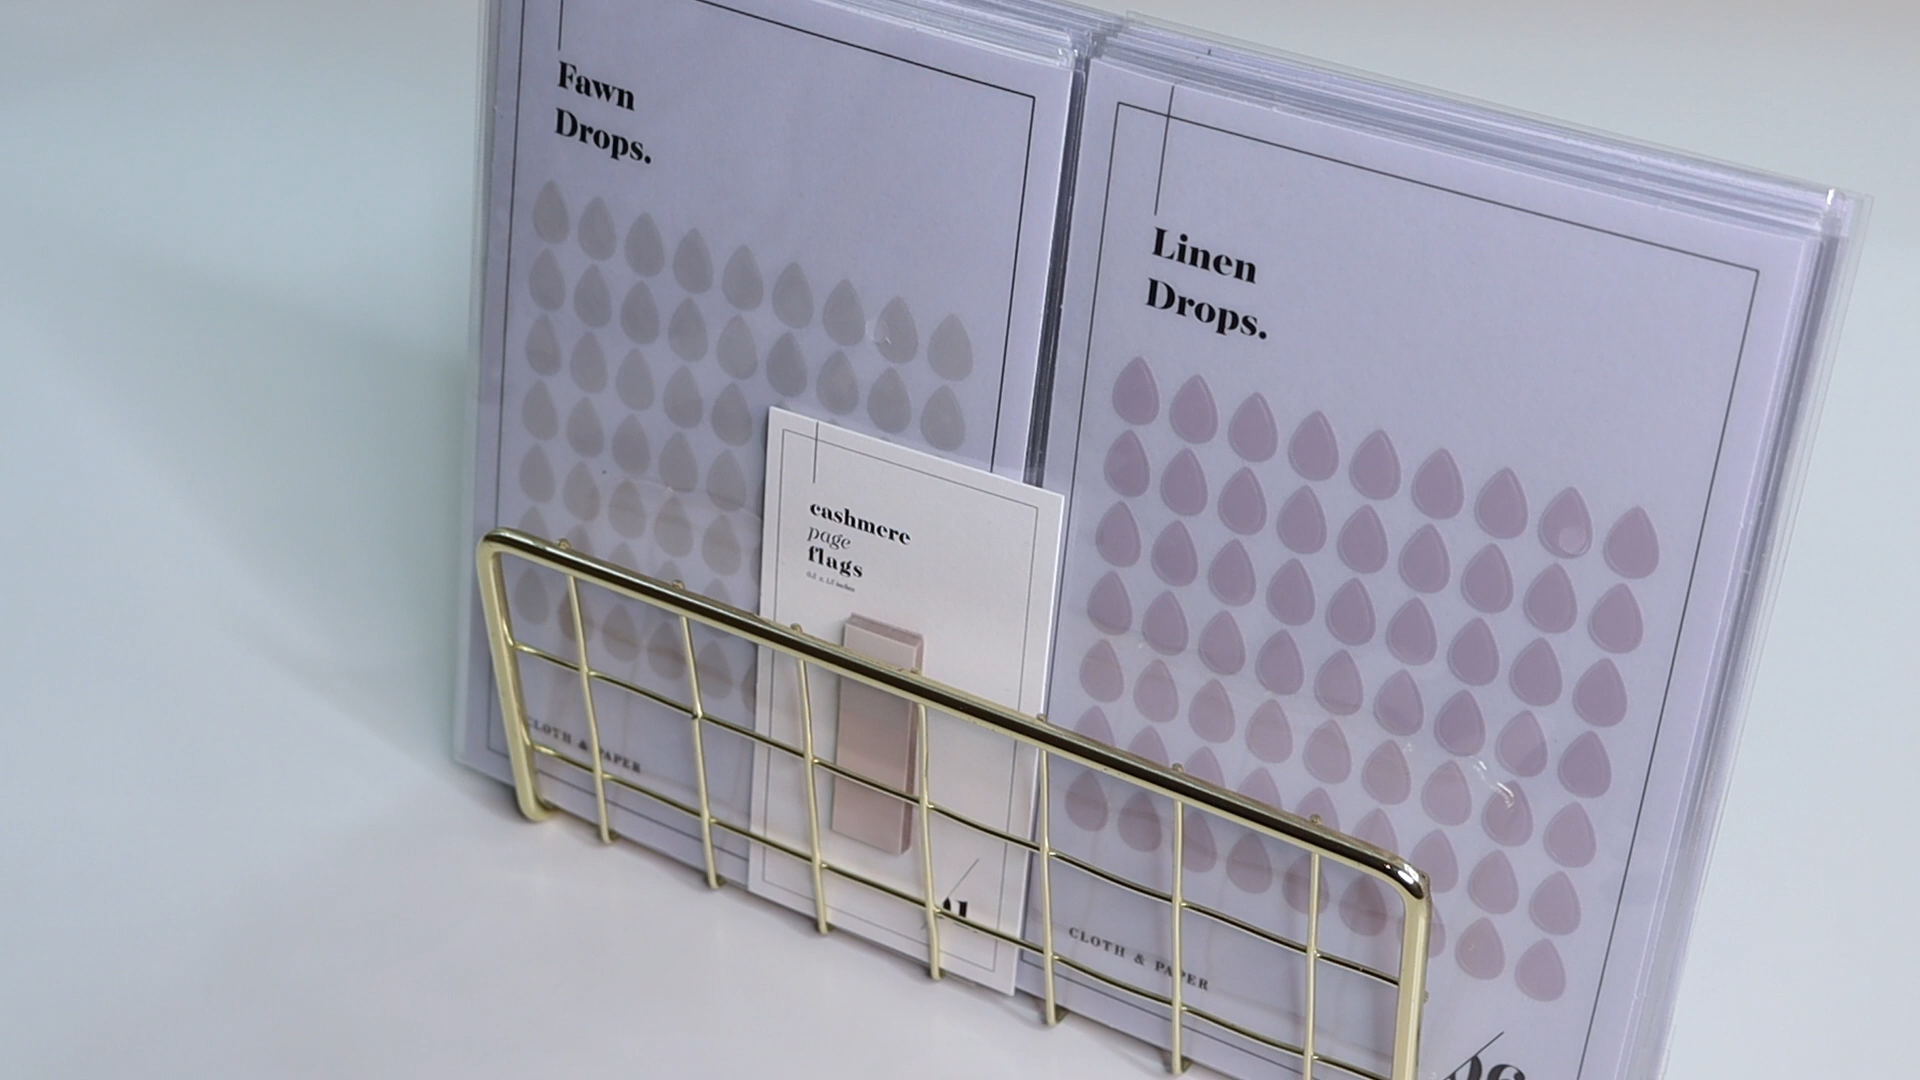 Fawn
Drops.
CLOTH & PAPER
cashmere
page
flags
Linen
Drops.
CLOTH & PAPER